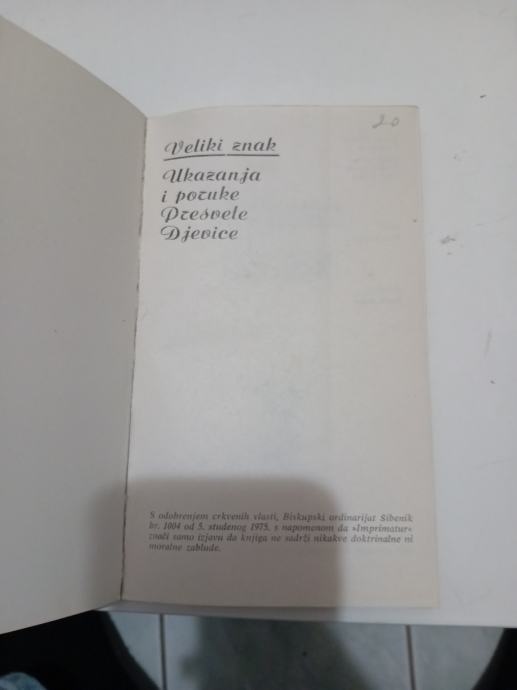 20
Veliki znak
Ukazanja
i poruke
Presvete
Djevice
S odobrenjem crkvenih vlasti, Biskupski ordinarijat Šibenik
br. 1004 od 5. studenog 1975, s napomenom da »Imprimatur«
znači samo izjavu da knjiga ne sadrži nikakve doktrinalne ni
moralne zablude.